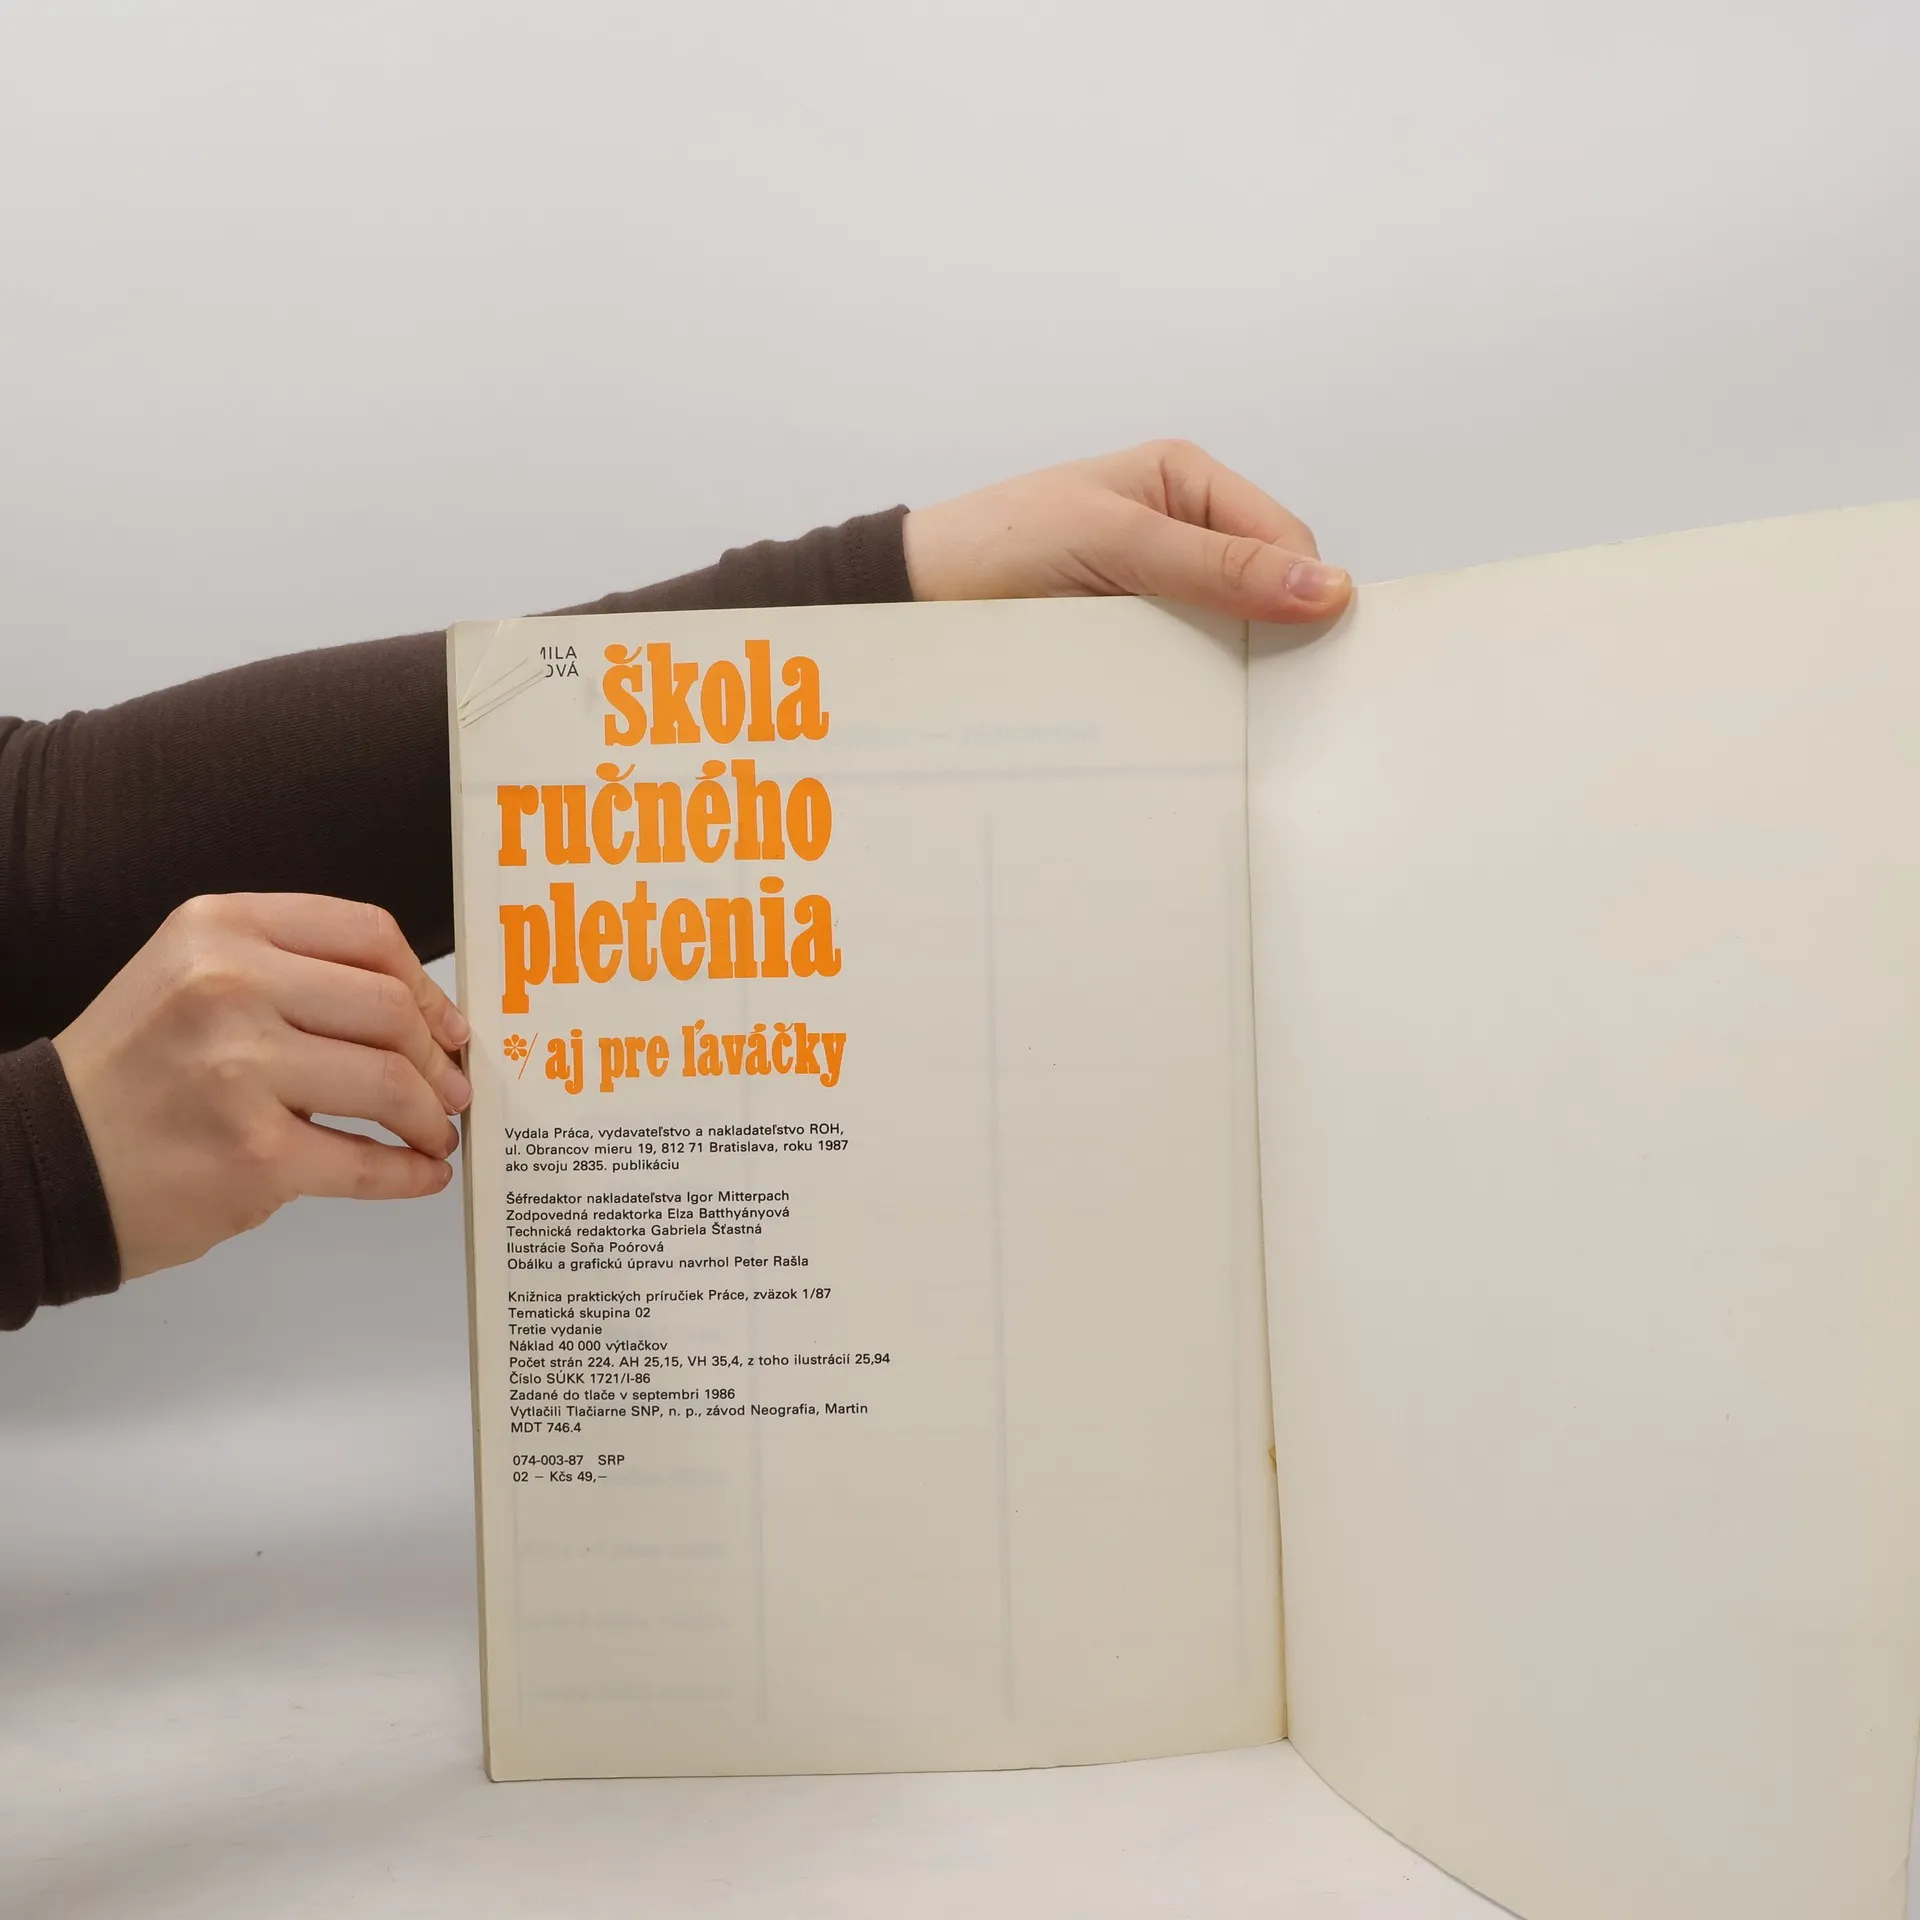 škola
ručného
pletenia
*/ aj pre ľaváčky
Vydala Práca, vydavateľstvo a nakladateľstvo ROH,
ul. Obrancov mieru 19, 812 71 Bratislava, roku 1987
ako svoju 2835. publikáciu
Šéfredaktor nakladateľstva Igor Mitterpach
Zodpovedná redaktorka Elza Batthyányová
Technická redaktorka Gabriela Šťastná
Ilustrácie Soňa Poórová
Obálku a grafickú úpravu navrhol Peter Rašla
Knižnica praktických príručiek Práce, zväzok 1/87
Tematická skupina 02
Tretie vydanie
Náklad 40 000 výtlačkov
Počet strán 224. AH 25,15, VH 35,4, z toho ilustrácií 25,94
Číslo SÚKK 1721/I-86
Zadané do tlače v septembri 1986
Vytlačili Tlačiarne SNP, n. p., závod Neografia, Martin
MDT 746.4
074-003-87 SRP
02 — Kčs 49,—